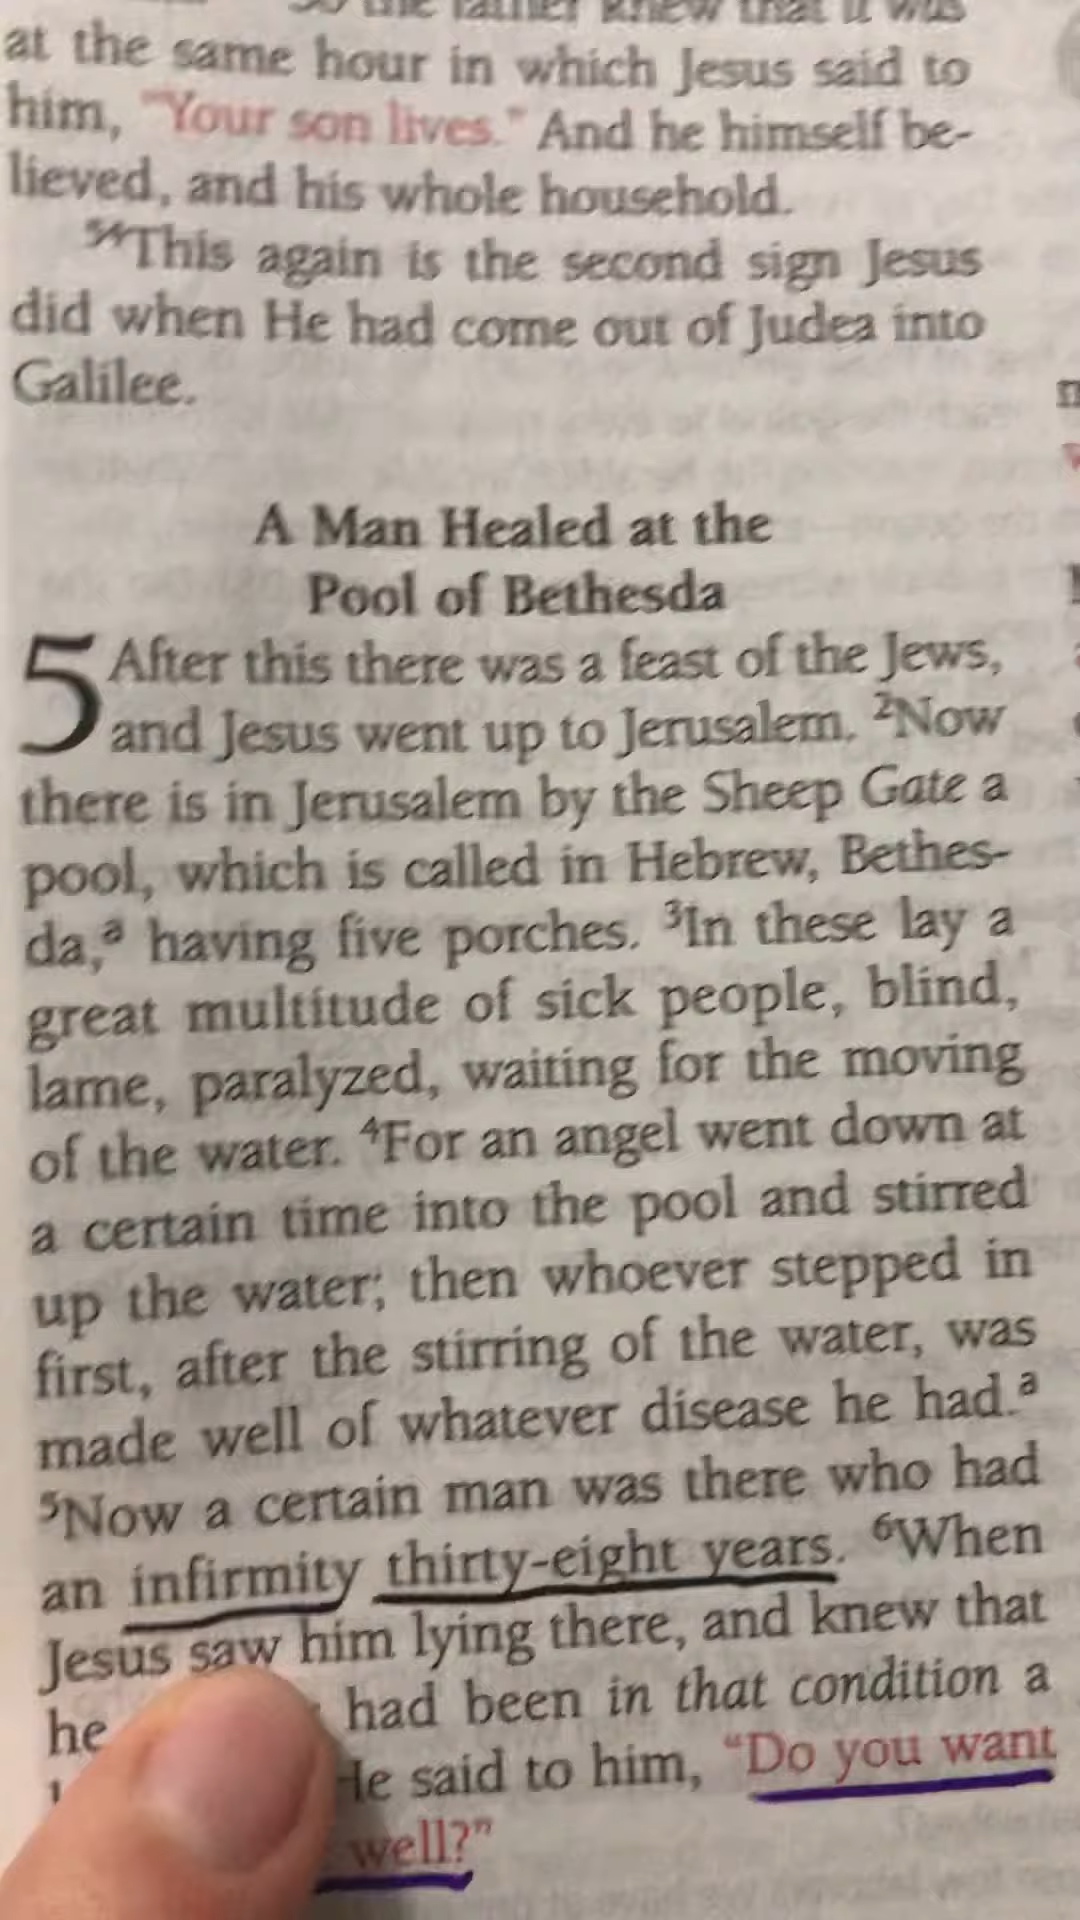 So the father knew that it was
at the same hour in which Jesus said to
him, "Your son lives." And he himself be-
lieved, and his whole household.
⁵⁴This again is the second sign Jesus
did when He had come out of Judea into
Galilee.
A Man Healed at the
Pool of Bethesda
5 After this there was a feast of the Jews,
and Jesus went up to Jerusalem. ²Now
there is in Jerusalem by the Sheep Gate a
pool, which is called in Hebrew, Bethes-
da,ᵃ having five porches. ³In these lay a
great multitude of sick people, blind,
lame, paralyzed, waiting for the moving
of the water. ⁴For an angel went down at
a certain time into the pool and stirred
up the water; then whoever stepped in
first, after the stirring of the water, was
made well of whatever disease he had.ᵃ
⁵Now a certain man was there who had
an infirmity thirty-eight years. ⁶When
Jesus saw him lying there, and knew that
he had been in that condition a
He said to him, "Do you want
well?"